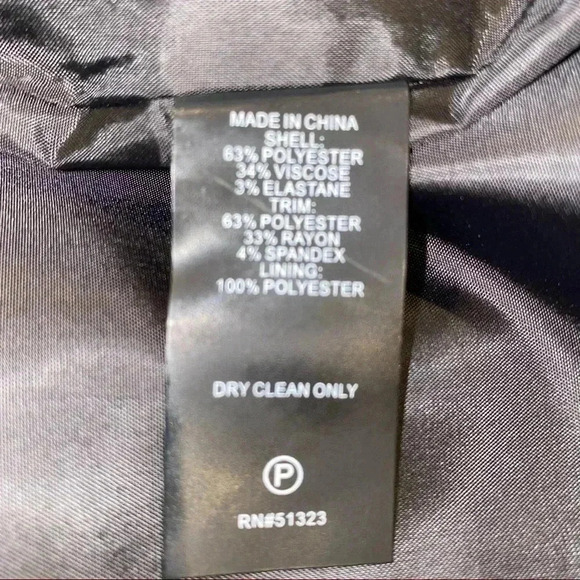 MADE IN CHINA
SHELL:
63% POLYESTER
34% VISCOSE
3% ELASTANE
TRIM:
63% POLYESTER
33% RAYON
4% SPANDEX
LINING:
100% POLYESTER
DRY CLEAN ONLY
P
RN#51323